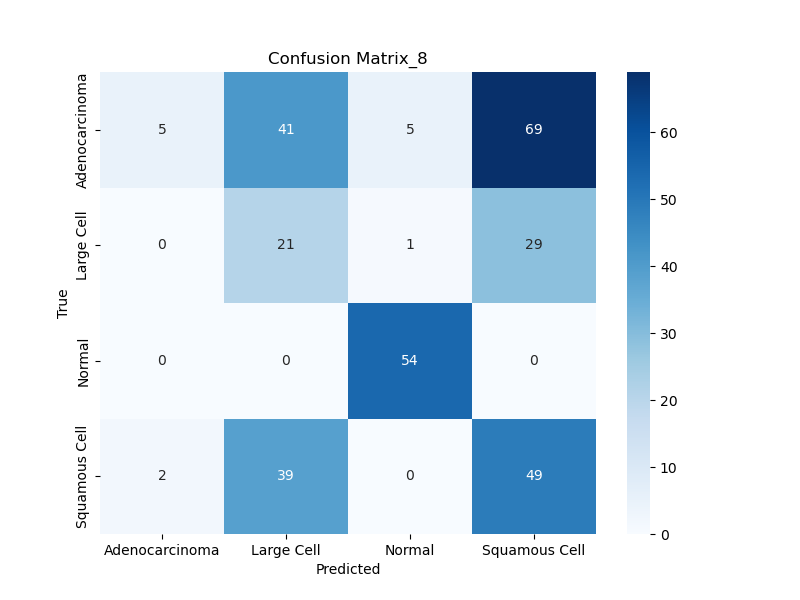 Confusion Matrix_8
Adenocarcinoma
5 41 5 69
Large Cell
0 21 1 29
Normal
0 0 54 0
Squamous Cell
2 39 0 49
True
Adenocarcinoma Large Cell Normal Squamous Cell
Predicted
60
50
40
30
20
10
0